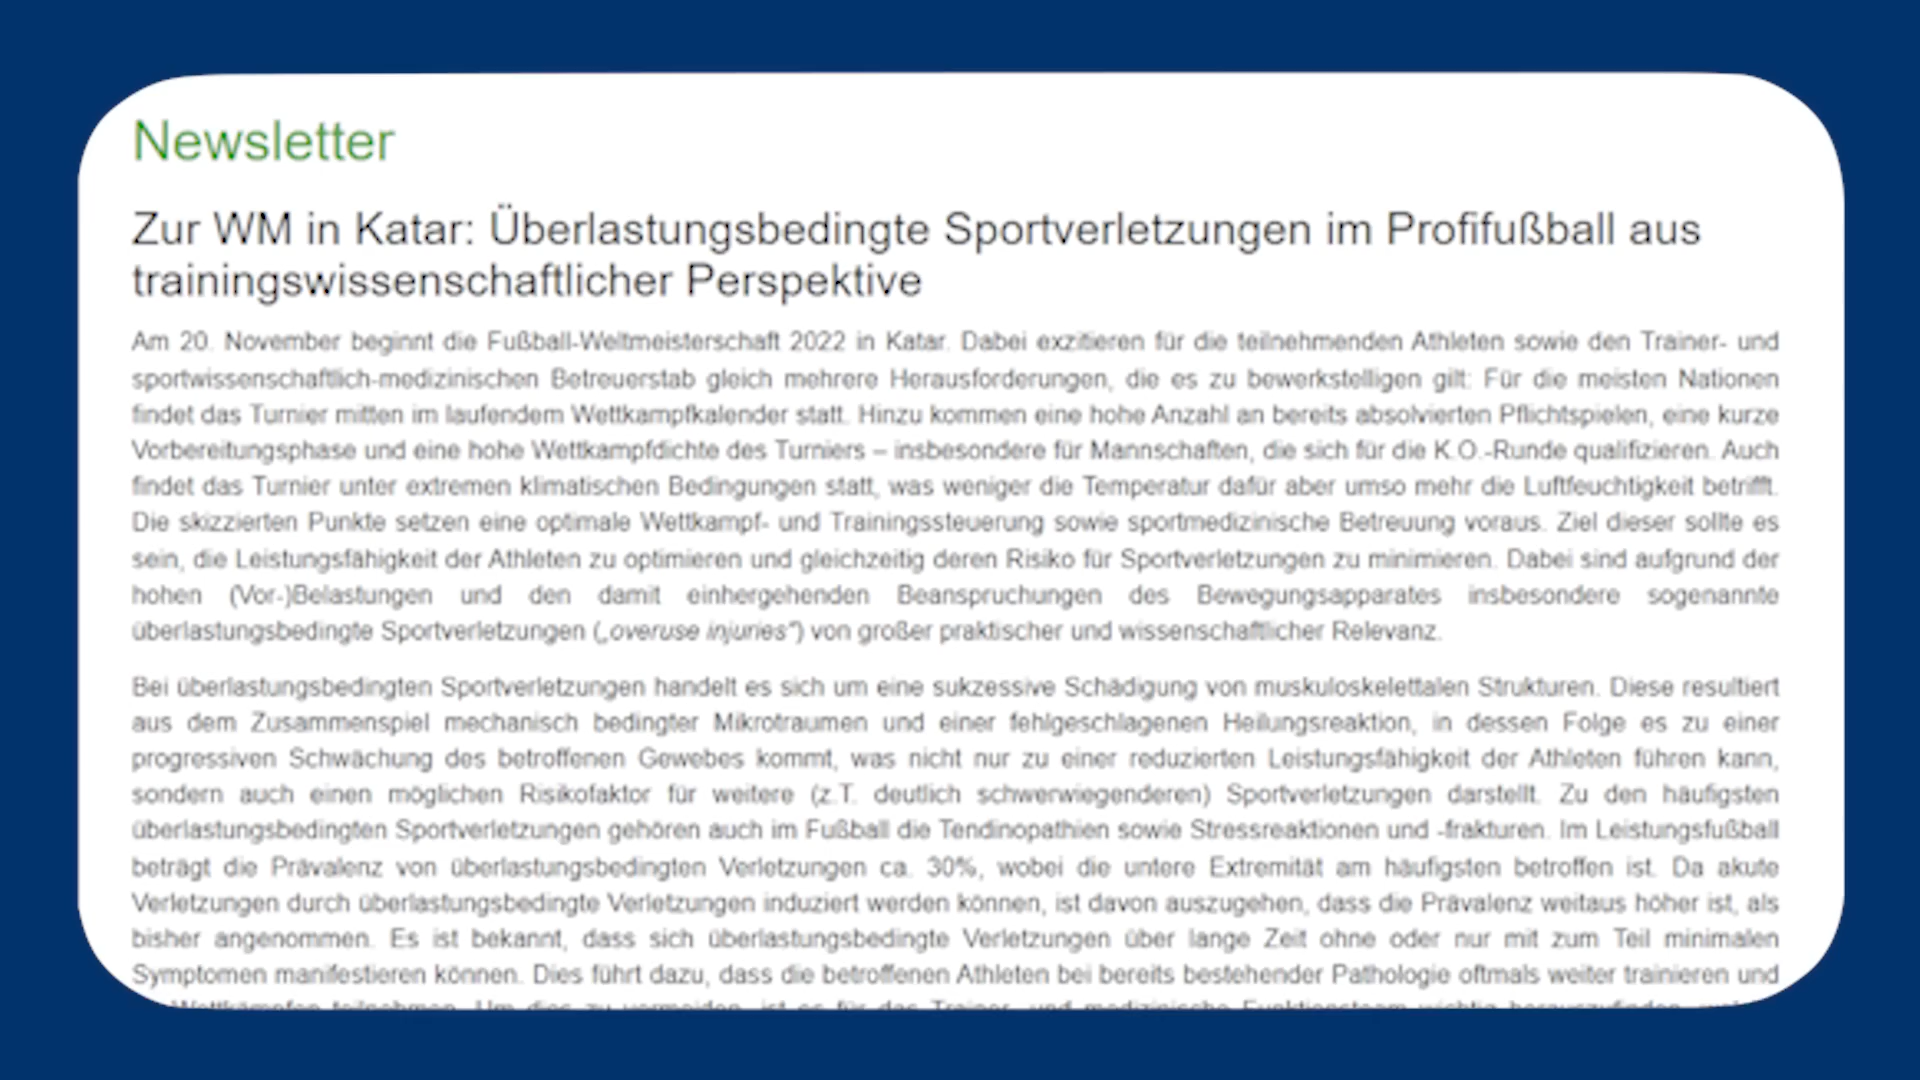 Newsletter
Zur WM in Katar: Überlastungsbedingte Sportverletzungen im Profifußball aus
trainingswissenschaftlicher Perspektive
Am 20. November beginnt die Fußball-Weltmeisterschaft 2022 in Katar. Dabei exzitieren für die teilnehmenden Athleten sowie den Trainer- und
sportwissenschaftlich-medizinischen Betreuerstab gleich mehrere Herausforderungen, die es zu bewerkstelligen gilt: Für die meisten Nationen
findet das Turnier mitten im laufendem Wettkampfkalender statt. Hinzu kommen eine hohe Anzahl an bereits absolvierten Pflichtspielen, eine kurze
Vorbereitungsphase und eine hohe Wettkampfdichte des Turniers – insbesondere für Mannschaften, die sich für die K.O.-Runde qualifizieren. Auch
findet das Turnier unter extremen klimatischen Bedingungen statt, was weniger die Temperatur dafür aber umso mehr die Luftfeuchtigkeit betrifft.
Die skizzierten Punkte setzen eine optimale Wettkampf- und Trainingssteuerung sowie sportmedizinische Betreuung voraus. Ziel dieser sollte es
sein, die Leistungsfähigkeit der Athleten zu optimieren und gleichzeitig deren Risiko für Sportverletzungen zu minimieren. Dabei sind aufgrund der
hohen (Vor-)Belastungen und den damit einhergehenden Beanspruchungen des Bewegungsapparates insbesondere sogenannte
überlastungsbedingte Sportverletzungen („overuse injuries“) von großer praktischer und wissenschaftlicher Relevanz.
Bei überlastungsbedingten Sportverletzungen handelt es sich um eine sukzessive Schädigung von muskuloskelettalen Strukturen. Diese resultiert
aus dem Zusammenspiel mechanisch bedingter Mikrotraumen und einer fehlgeschlagenen Heilungsreaktion, in dessen Folge es zu einer
progressiven Schwächung des betroffenen Gewebes kommt, was nicht nur zu einer reduzierten Leistungsfähigkeit der Athleten führen kann,
sondern auch einen möglichen Risikofaktor für weitere (z.T. deutlich schwerwiegenderen) Sportverletzungen darstellt. Zu den häufigsten
überlastungsbedingten Sportverletzungen gehören auch im Fußball die Tendinopathien sowie Stressreaktionen und -frakturen. Im Leistungsfußball
beträgt die Prävalenz von überlastungsbedingten Verletzungen ca. 30%, wobei die untere Extremität am häufigsten betroffen ist. Da akute
Verletzungen durch überlastungsbedingte Verletzungen induziert werden können, ist davon auszugehen, dass die Prävalenz weitaus höher ist, als
bisher angenommen. Es ist bekannt, dass sich überlastungsbedingte Verletzungen über lange Zeit ohne oder nur mit zum Teil minimalen
Symptomen manifestieren können. Dies führt dazu, dass die betroffenen Athleten bei bereits bestehender Pathologie oftmals weiter trainieren und
Wettkämpfen teilnehmen. Um dies zu vermeiden, ist es für das Trainer- und medizinische Funktionsteam wichtig herauszufinden,